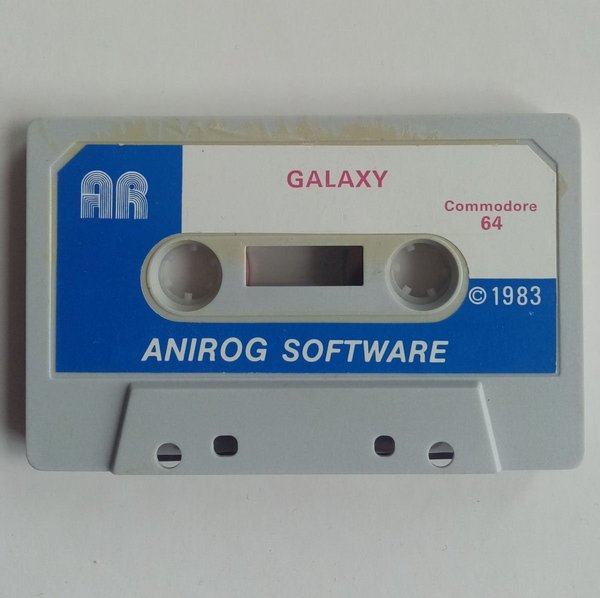 AR
GALAXY
Commodore
64
©1983
ANIROG SOFTWARE